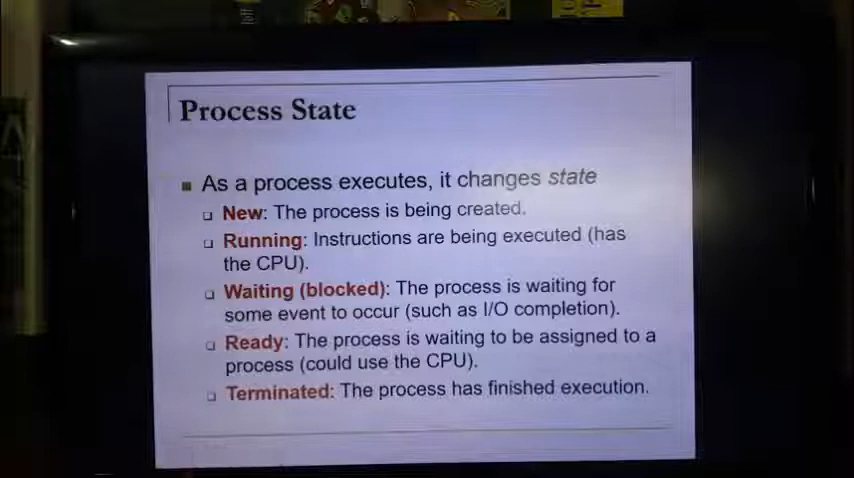 Process State
As a process executes, it changes state
New: The process is being created.
Running: Instructions are being executed (has
the CPU).
Waiting (blocked): The process is waiting for
some event to occur (such as I/O completion).
Ready: The process is waiting to be assigned to a
process (could use the CPU).
Terminated: The process has finished execution.